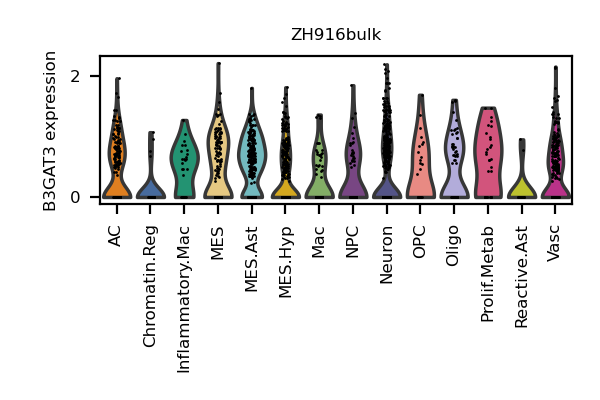 ZH916bulk
B3GAT3 expression
2
0
AC
Chromatin.Reg
Inflammatory.Mac
MES
MES.Ast
MES.Hyp
Mac
NPC
Neuron
OPC
Oligo
Prolif.Metab
Reactive.Ast
Vasc